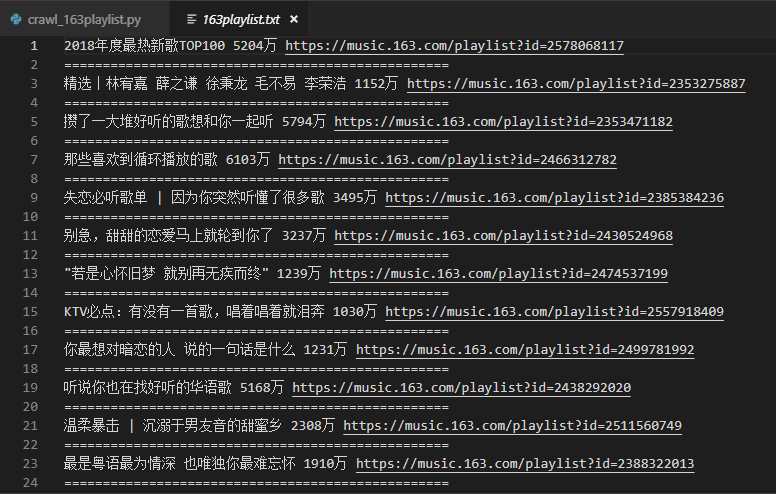 crawl_163playlist.py 163playlist.txt ×
1 2018年度最热新歌TOP100 5204万 https://music.163.com/playlist?id=2578068117
2 ================================================
3 精选｜林宥嘉 薛之谦 徐秉龙 毛不易 李荣浩 1152万 https://music.163.com/playlist?id=2353275887
4 ================================================
5 攒了一大堆好听的歌想和你一起听 5794万 https://music.163.com/playlist?id=2353471182
6 ================================================
7 那些喜欢到循环播放的歌 6103万 https://music.163.com/playlist?id=2466312782
8 ================================================
9 失恋必听歌单 | 因为你突然听懂了很多歌 3495万 https://music.163.com/playlist?id=2385384236
10 ================================================
11 别急，甜甜的恋爱马上就轮到你了 3237万 https://music.163.com/playlist?id=2430524968
12 ================================================
13 "若是心怀旧梦 就别再无疾而终" 1239万 https://music.163.com/playlist?id=2474537199
14 ================================================
15 KTV必点：有没有一首歌，唱着唱着就泪奔 1030万 https://music.163.com/playlist?id=2557918409
16 ================================================
17 你最想对暗恋的人 说的一句话是什么 1231万 https://music.163.com/playlist?id=2499781992
18 ================================================
19 听说你也在找好听的华语歌 5168万 https://music.163.com/playlist?id=2438292020
20 ================================================
21 温柔暴击 | 沉溺于男友音的甜蜜乡 2308万 https://music.163.com/playlist?id=2511560749
22 ================================================
23 最是粤语最为情深 也唯独你最难忘怀 1910万 https://music.163.com/playlist?id=2388322013
24 ================================================